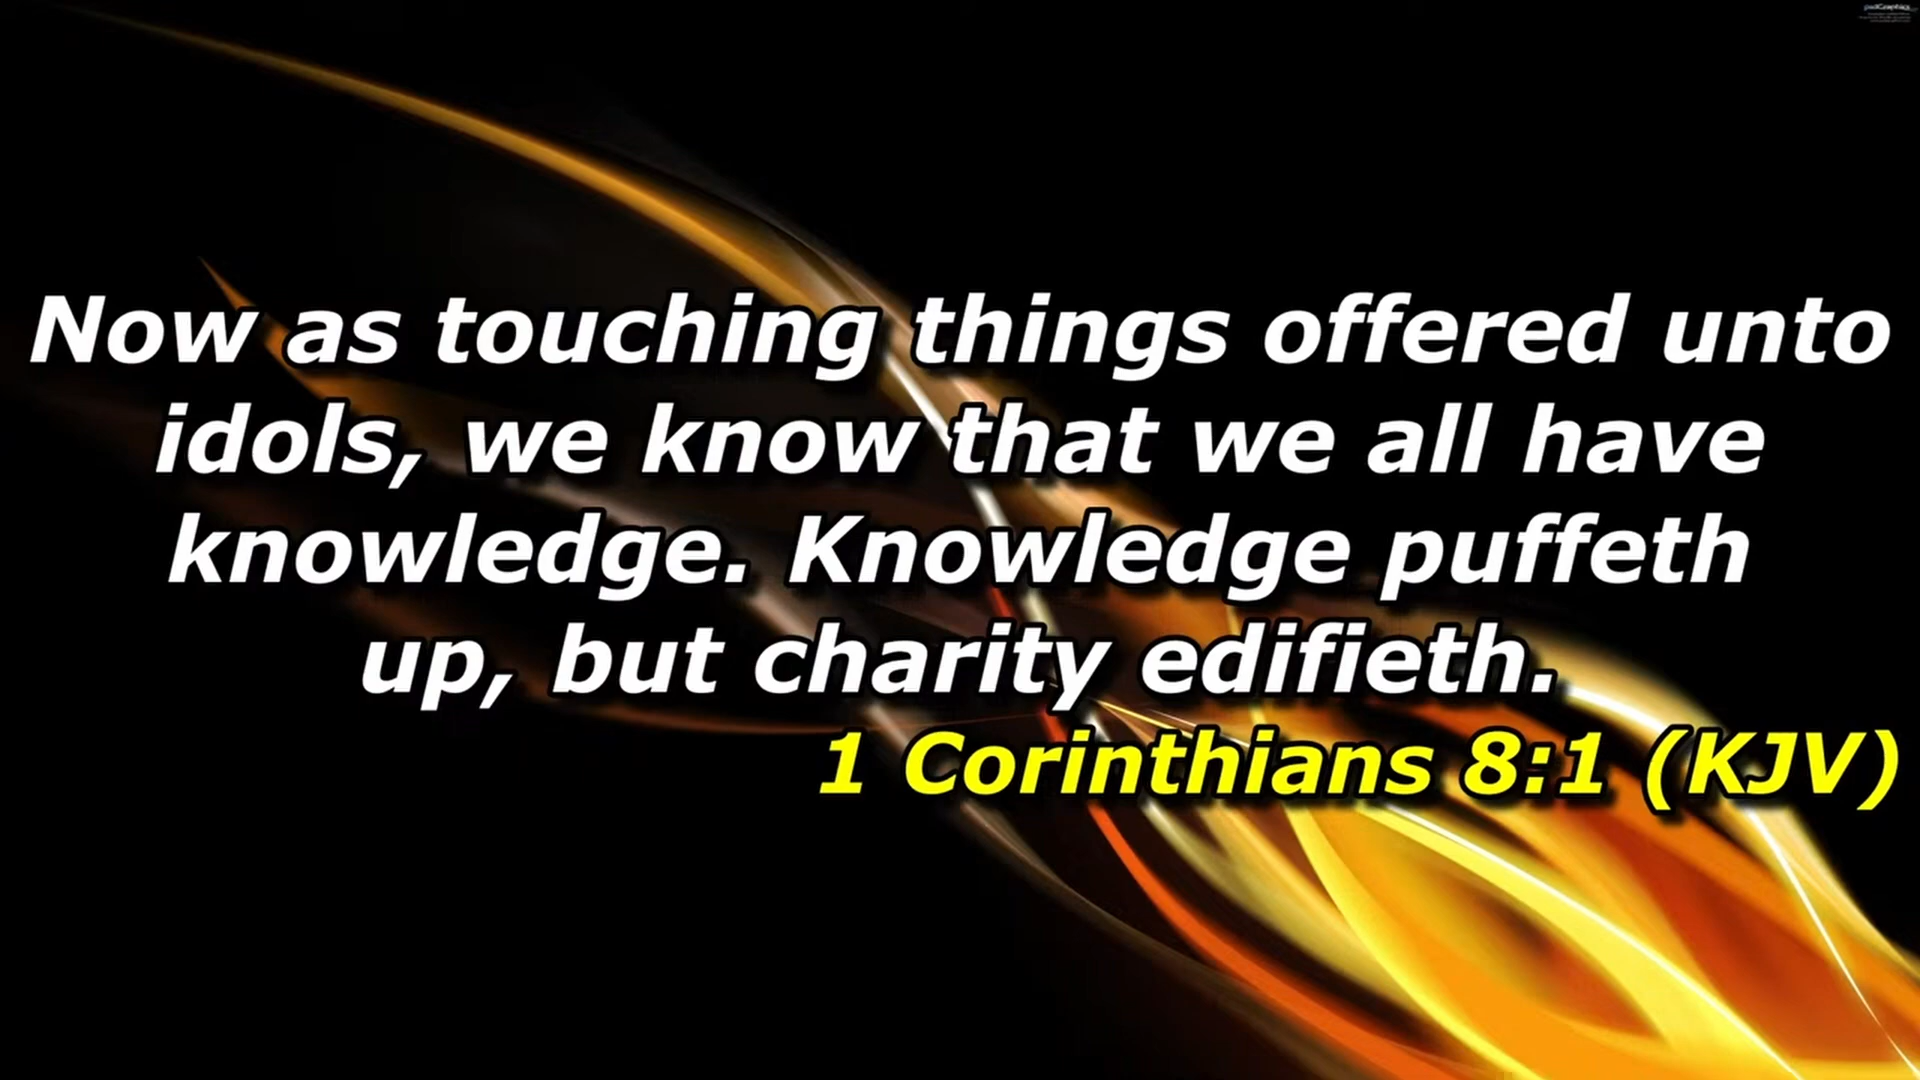 Now as touching things offered unto
idols, we know that we all have
knowledge. Knowledge puffeth
up, but charity edifieth.
1 Corinthians 8:1 (KJV)